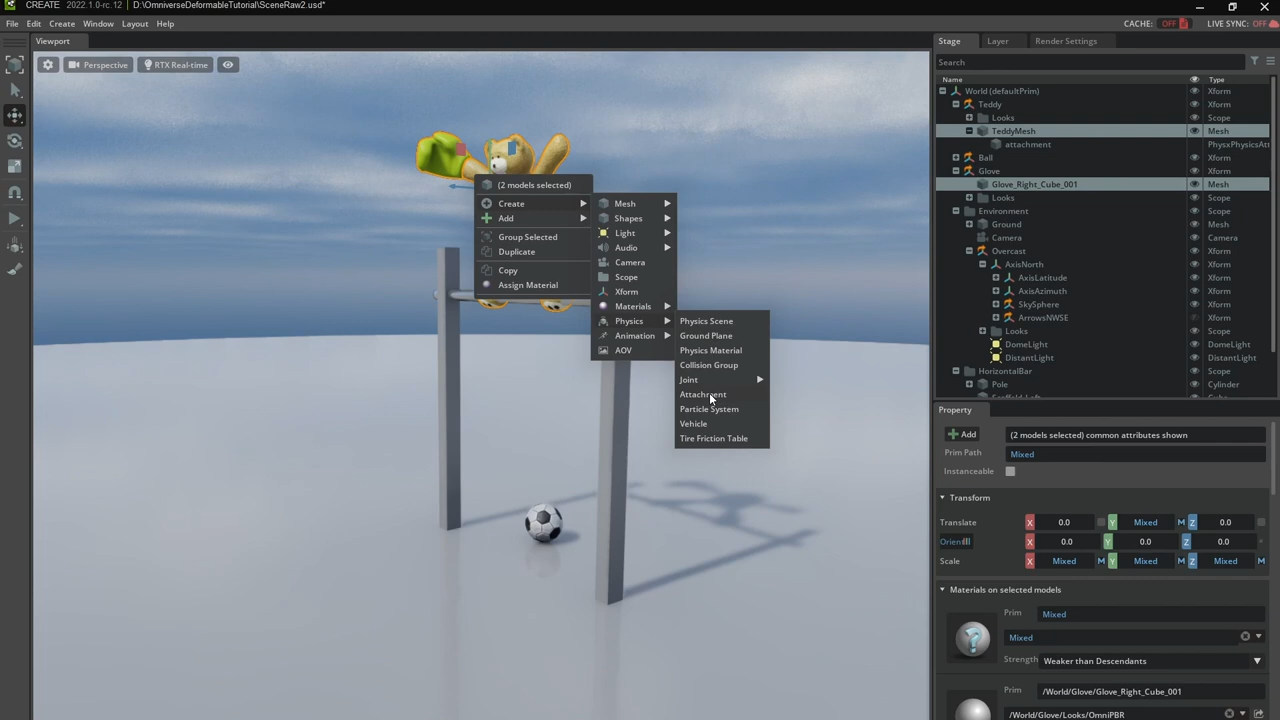 CREATE 2022.1.0-rc.12 D:\OmniverseDeformableTutorial\SceneRaw2.usd*
File Edit Create Window Layout Help
CACHE: OFF LIVE SYNC: OFF
Viewport
Perspective
RTX Real-time
(2 models selected)
Create
Add
Group Selected
Duplicate
Copy
Assign Material
Mesh
Shapes
Light
Audio
Camera
Scope
Xform
Materials
Physics
Animation
AOV
Physics Scene
Ground Plane
Physics Material
Collision Group
Joint
Attachment
Particle System
Vehicle
Tire Friction Table
Stage Layer Render Settings
Search
Name Type
World (defaultPrim) Xform
Teddy Xform
Looks Scope
TeddyMesh Mesh
attachment PhysxPhysicsAtt
Ball Xform
Glove Xform
Glove_Right_Cube_001 Mesh
Looks Scope
Environment Scope
Ground Mesh
Camera Camera
Overcast Xform
AxisNorth Xform
AxisLatitude Xform
AxisAzimuth Xform
SkySphere Xform
ArrowsNWSE Xform
Looks Scope
DomeLight DomeLight
DistantLight DistantLight
HorizontalBar Scope
Pole Cylinder
Property
Add (2 models selected) common attributes shown
Prim Path Mixed
Instanceable
Transform
Translate X 0.0 Y Mixed M Z 0.0
Orient X 0.0 Y 0.0 Z 0.0
Scale X Mixed M Y Mixed M Z Mixed M
Materials on selected models
Prim Mixed
Mixed
Strength Weaker than Descendants
Prim /World/Glove/Glove_Right_Cube_001
/World/Glove/Looks/OmniPBR